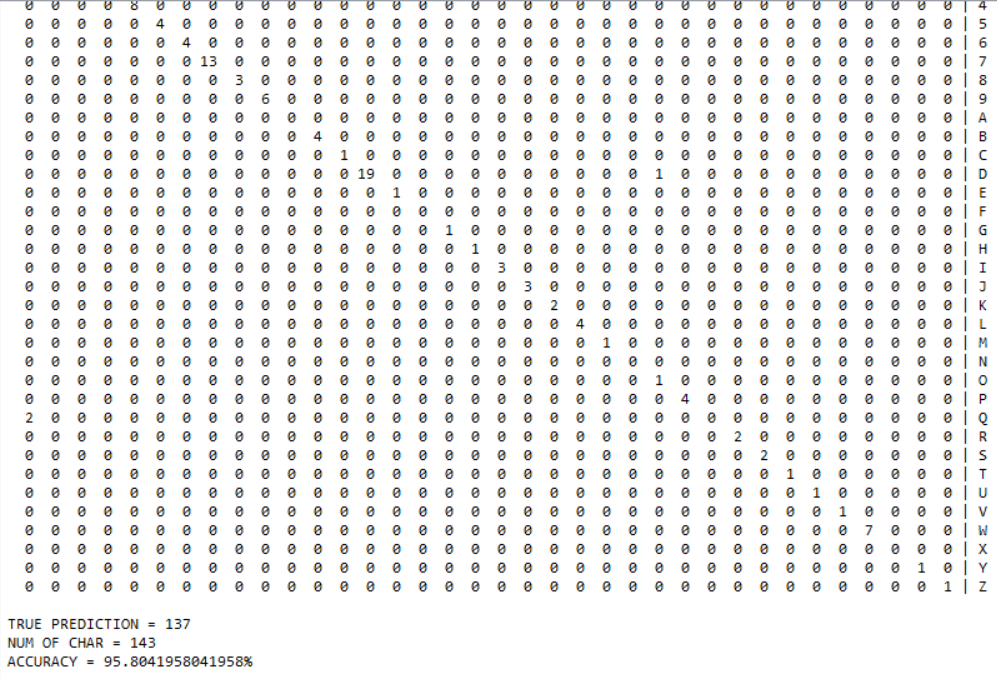 0 0 0 0 8 0 0 0 0 0 0 0 0 0 0 0 0 0 0 0 0 0 0 0 0 0 0 0 0 0 0 0 0 0 0 0 | 4
0 0 0 0 0 4 0 0 0 0 0 0 0 0 0 0 0 0 0 0 0 0 0 0 0 0 0 0 0 0 0 0 0 0 0 0 | 5
0 0 0 0 0 0 4 0 0 0 0 0 0 0 0 0 0 0 0 0 0 0 0 0 0 0 0 0 0 0 0 0 0 0 0 0 | 6
0 0 0 0 0 0 0 13 0 0 0 0 0 0 0 0 0 0 0 0 0 0 0 0 0 0 0 0 0 0 0 0 0 0 0 0 | 7
0 0 0 0 0 0 0 0 3 0 0 0 0 0 0 0 0 0 0 0 0 0 0 0 0 0 0 0 0 0 0 0 0 0 0 0 | 8
0 0 0 0 0 0 0 0 0 6 0 0 0 0 0 0 0 0 0 0 0 0 0 0 0 0 0 0 0 0 0 0 0 0 0 0 | 9
0 0 0 0 0 0 0 0 0 0 0 0 0 0 0 0 0 0 0 0 0 0 0 0 0 0 0 0 0 0 0 0 0 0 0 0 | A
0 0 0 0 0 0 0 0 0 0 0 4 0 0 0 0 0 0 0 0 0 0 0 0 0 0 0 0 0 0 0 0 0 0 0 0 | B
0 0 0 0 0 0 0 0 0 0 0 0 1 0 0 0 0 0 0 0 0 0 0 0 0 0 0 0 0 0 0 0 0 0 0 0 | C
0 0 0 0 0 0 0 0 0 0 0 0 0 19 0 0 0 0 0 0 0 0 0 0 1 0 0 0 0 0 0 0 0 0 0 0 | D
0 0 0 0 0 0 0 0 0 0 0 0 0 0 1 0 0 0 0 0 0 0 0 0 0 0 0 0 0 0 0 0 0 0 0 0 | E
0 0 0 0 0 0 0 0 0 0 0 0 0 0 0 0 0 0 0 0 0 0 0 0 0 0 0 0 0 0 0 0 0 0 0 0 | F
0 0 0 0 0 0 0 0 0 0 0 0 0 0 0 0 1 0 0 0 0 0 0 0 0 0 0 0 0 0 0 0 0 0 0 0 | G
0 0 0 0 0 0 0 0 0 0 0 0 0 0 0 0 0 1 0 0 0 0 0 0 0 0 0 0 0 0 0 0 0 0 0 0 | H
0 0 0 0 0 0 0 0 0 0 0 0 0 0 0 0 0 0 3 0 0 0 0 0 0 0 0 0 0 0 0 0 0 0 0 0 | I
0 0 0 0 0 0 0 0 0 0 0 0 0 0 0 0 0 0 0 3 0 0 0 0 0 0 0 0 0 0 0 0 0 0 0 0 | J
0 0 0 0 0 0 0 0 0 0 0 0 0 0 0 0 0 0 0 0 2 0 0 0 0 0 0 0 0 0 0 0 0 0 0 0 | K
0 0 0 0 0 0 0 0 0 0 0 0 0 0 0 0 0 0 0 0 0 4 0 0 0 0 0 0 0 0 0 0 0 0 0 0 | L
0 0 0 0 0 0 0 0 0 0 0 0 0 0 0 0 0 0 0 0 0 0 1 0 0 0 0 0 0 0 0 0 0 0 0 0 | M
0 0 0 0 0 0 0 0 0 0 0 0 0 0 0 0 0 0 0 0 0 0 0 0 0 0 0 0 0 0 0 0 0 0 0 0 | N
0 0 0 0 0 0 0 0 0 0 0 0 0 0 0 0 0 0 0 0 0 0 0 0 1 0 0 0 0 0 0 0 0 0 0 0 | O
0 0 0 0 0 0 0 0 0 0 0 0 0 0 0 0 0 0 0 0 0 0 0 0 0 4 0 0 0 0 0 0 0 0 0 0 | P
2 0 0 0 0 0 0 0 0 0 0 0 0 0 0 0 0 0 0 0 0 0 0 0 0 0 0 0 0 0 0 0 0 0 0 0 | Q
0 0 0 0 0 0 0 0 0 0 0 0 0 0 0 0 0 0 0 0 0 0 0 0 0 0 0 2 0 0 0 0 0 0 0 0 | R
0 0 0 0 0 0 0 0 0 0 0 0 0 0 0 0 0 0 0 0 0 0 0 0 0 0 0 0 2 0 0 0 0 0 0 0 | S
0 0 0 0 0 0 0 0 0 0 0 0 0 0 0 0 0 0 0 0 0 0 0 0 0 0 0 0 0 1 0 0 0 0 0 0 | T
0 0 0 0 0 0 0 0 0 0 0 0 0 0 0 0 0 0 0 0 0 0 0 0 0 0 0 0 0 0 1 0 0 0 0 0 | U
0 0 0 0 0 0 0 0 0 0 0 0 0 0 0 0 0 0 0 0 0 0 0 0 0 0 0 0 0 0 0 1 0 0 0 0 | V
0 0 0 0 0 0 0 0 0 0 0 0 0 0 0 0 0 0 0 0 0 0 0 0 0 0 0 0 0 0 0 0 7 0 0 0 | W
0 0 0 0 0 0 0 0 0 0 0 0 0 0 0 0 0 0 0 0 0 0 0 0 0 0 0 0 0 0 0 0 0 0 0 0 | X
0 0 0 0 0 0 0 0 0 0 0 0 0 0 0 0 0 0 0 0 0 0 0 0 0 0 0 0 0 0 0 0 0 0 1 0 | Y
0 0 0 0 0 0 0 0 0 0 0 0 0 0 0 0 0 0 0 0 0 0 0 0 0 0 0 0 0 0 0 0 0 0 0 1 | Z
TRUE PREDICTION = 137
NUM OF CHAR = 143
ACCURACY = 95.8041958041958%